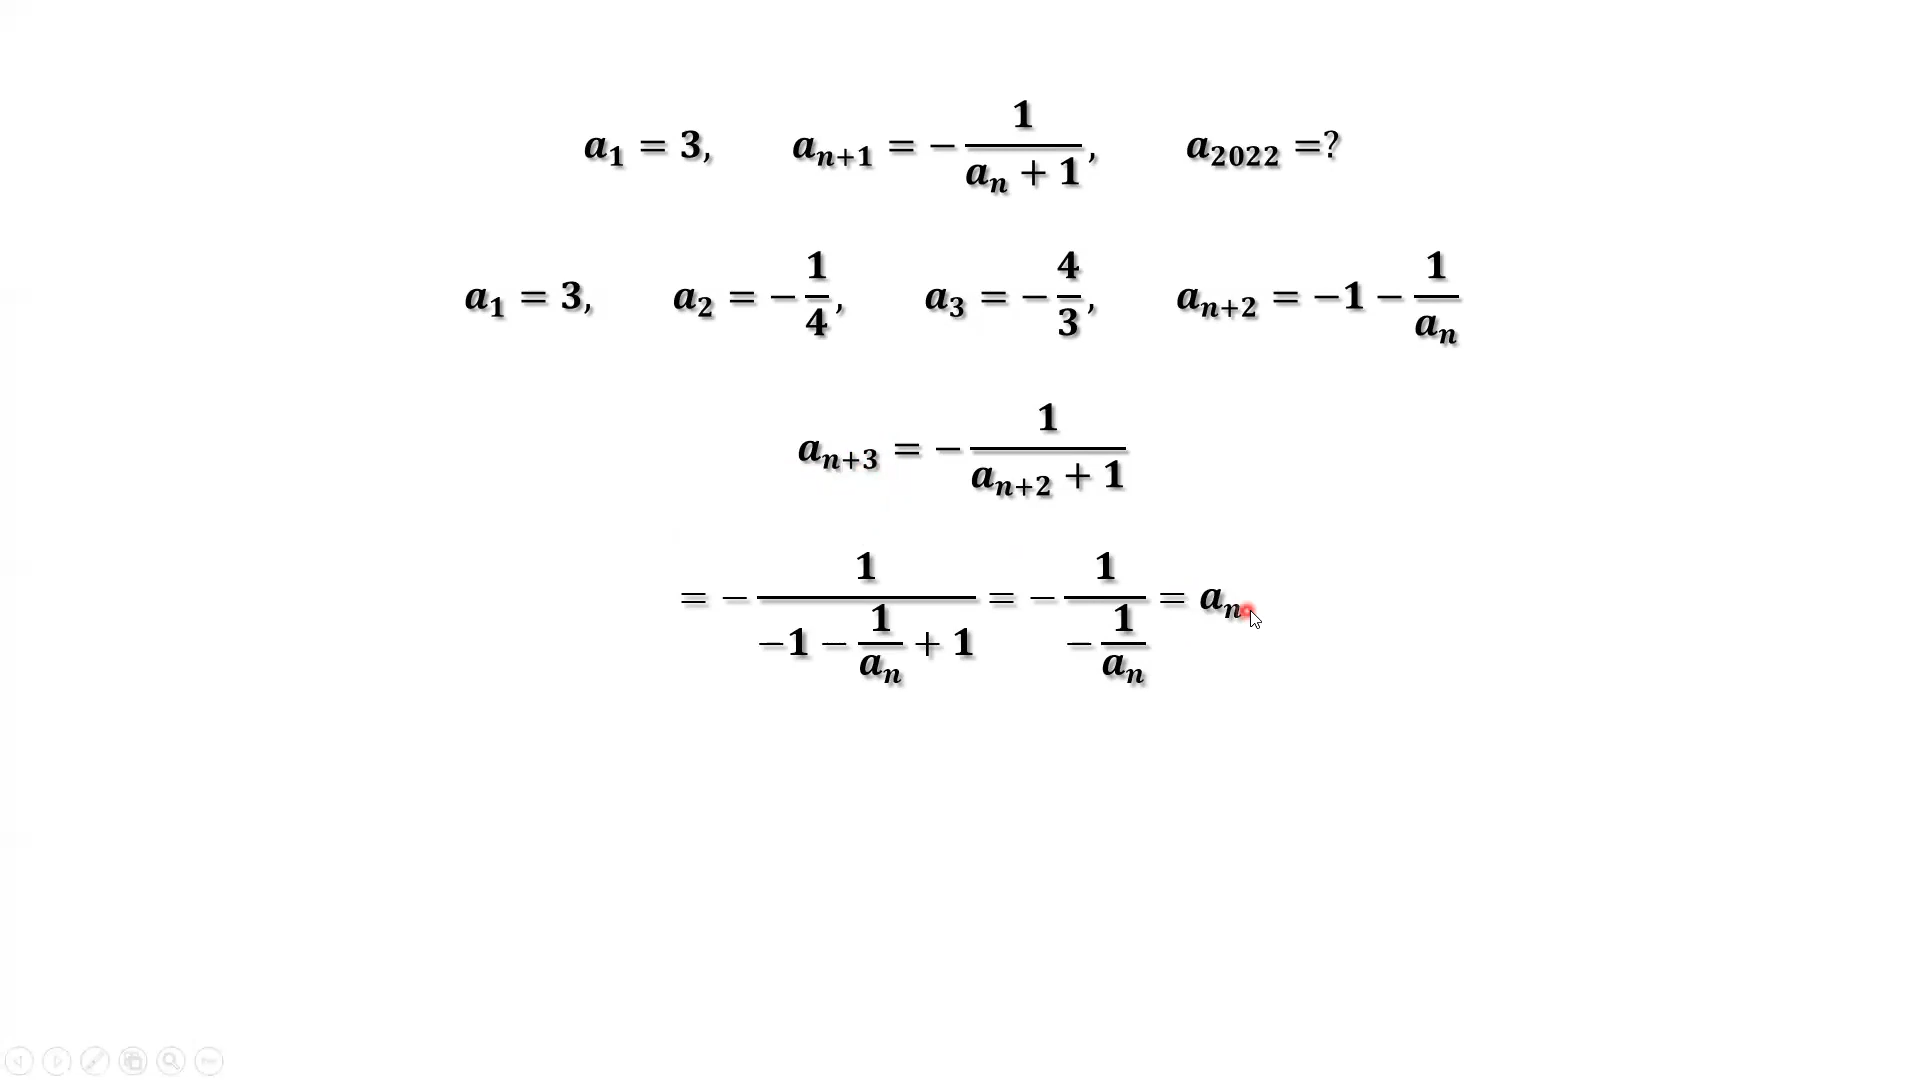 a₁ = 3, aₙ₊₁ = −1/(aₙ + 1), a₂₀₂₂ =?
a₁ = 3, a₂ = −1/4, a₃ = −4/3, aₙ₊₂ = −1 − 1/aₙ
aₙ₊₃ = −1/(aₙ₊₂ + 1)
= −1/(−1 − 1/aₙ + 1) = −1/(−1/aₙ) = aₙ